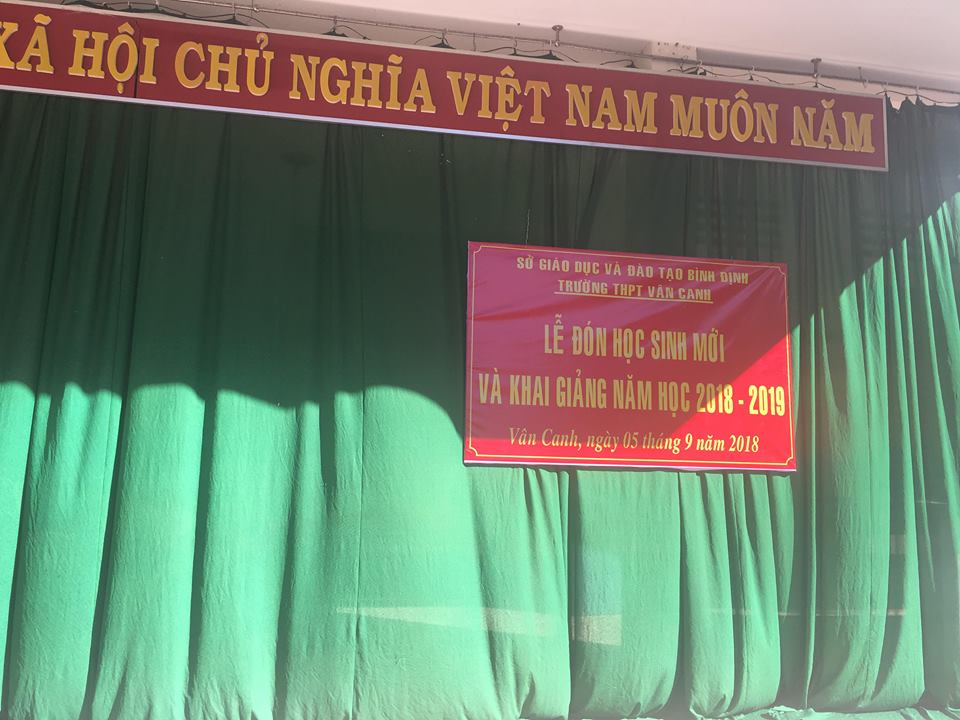 XÃ HỘI CHỦ NGHĨA VIỆT NAM MUÔN NĂM
SỞ GIÁO DỤC VÀ ĐÀO TẠO BÌNH ĐỊNH
TRƯỜNG THPT VÂN CANH
LỄ ĐÓN HỌC SINH MỚI
VÀ KHAI GIẢNG NĂM HỌC 2018 - 2019
Vân Canh, ngày 05 tháng 9 năm 2018